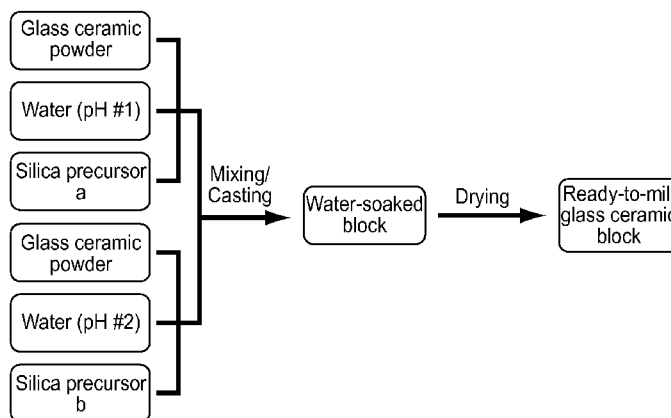 Glass ceramic
powder
Water (pH #1)
Silica precursor
a
Glass ceramic
powder
Water (pH #2)
Silica precursor
b
Mixing/
Casting
Water-soaked
block
Drying
Ready-to-mill
glass ceramic
block